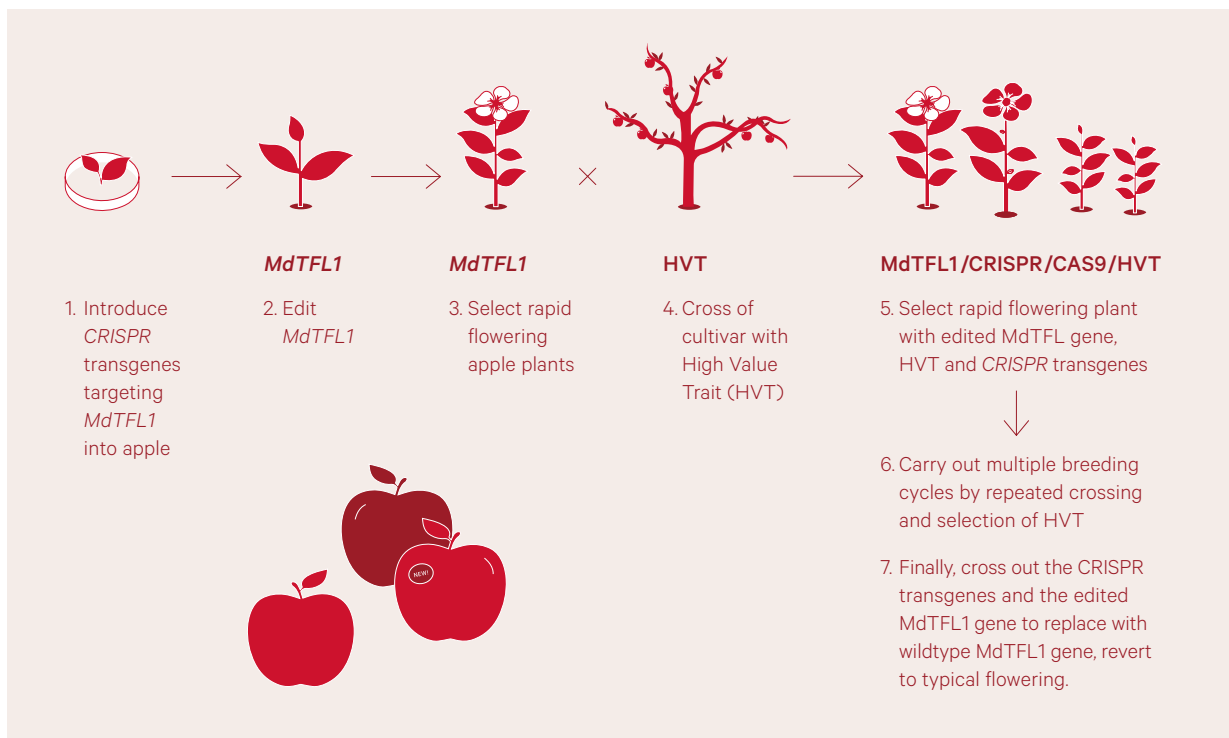 MdTFL1
MdTFL1
HVT
MdTFL1/CRISPR/CAS9/HVT
1. Introduce
CRISPR
transgenes
targeting
MdTFL1
into apple
2. Edit
MdTFL1
3. Select rapid
flowering
apple plants
4. Cross of
cultivar with
High Value
Trait (HVT)
5. Select rapid flowering plant
with edited MdTFL gene,
HVT and CRISPR transgenes
6. Carry out multiple breeding
cycles by repeated crossing
and selection of HVT
7. Finally, cross out the CRISPR
transgenes and the edited
MdTFL1 gene to replace with
wildtype MdTFL1 gene, revert
to typical flowering.
NEW!